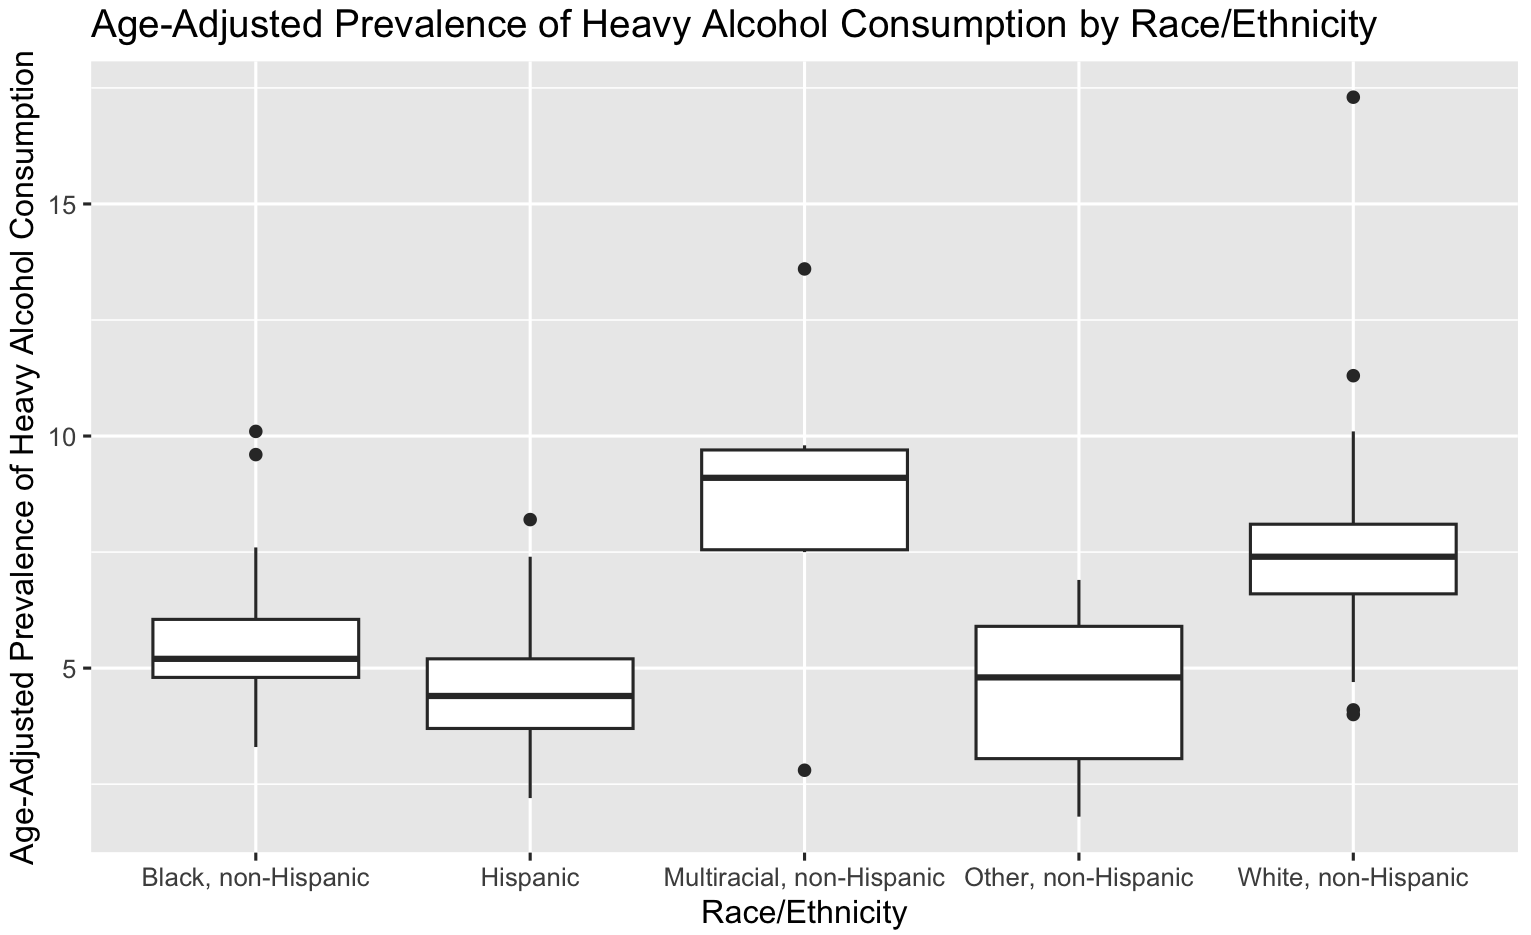 Age-Adjusted Prevalence of Heavy Alcohol Consumption by Race/Ethnicity
Age-Adjusted Prevalence of Heavy Alcohol Consumption
15
10
5
Black, non-Hispanic
Hispanic
Multiracial, non-Hispanic
Other, non-Hispanic
White, non-Hispanic
Race/Ethnicity